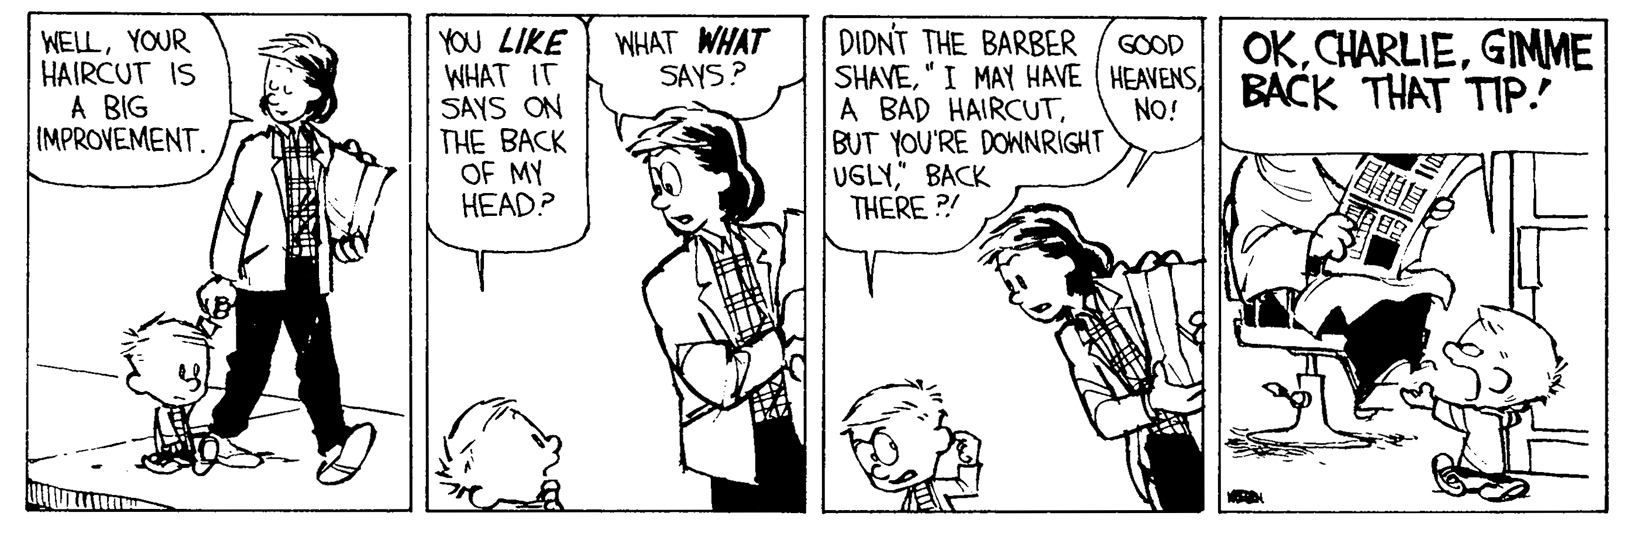 WELL, YOUR
HAIRCUT IS
A BIG
IMPROVEMENT.
YOU LIKE
WHAT IT
SAYS ON
THE BACK
OF MY
HEAD?
WHAT WHAT
SAYS?
DIDN'T THE BARBER
SHAVE, "I MAY HAVE
A BAD HAIRCUT,
BUT YOU'RE DOWNRIGHT
UGLY," BACK
THERE?!
GOOD
HEAVENS,
NO!
OK, CHARLIE, GIMME
BACK THAT TIP!